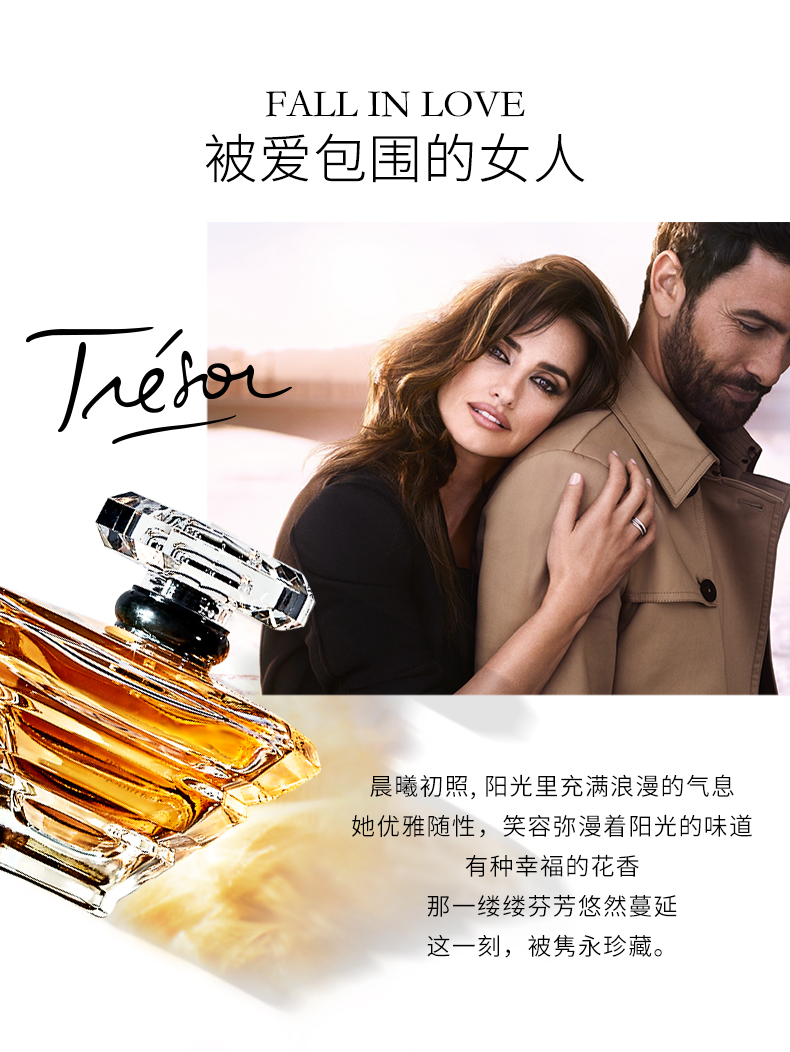 FALL IN LOVE
被爱包围的女人
Trésor
晨曦初照, 阳光里充满浪漫的气息
她优雅随性，笑容弥漫着阳光的味道
有种幸福的花香
那一缕缕芬芳悠然蔓延
这一刻，被隽永珍藏。